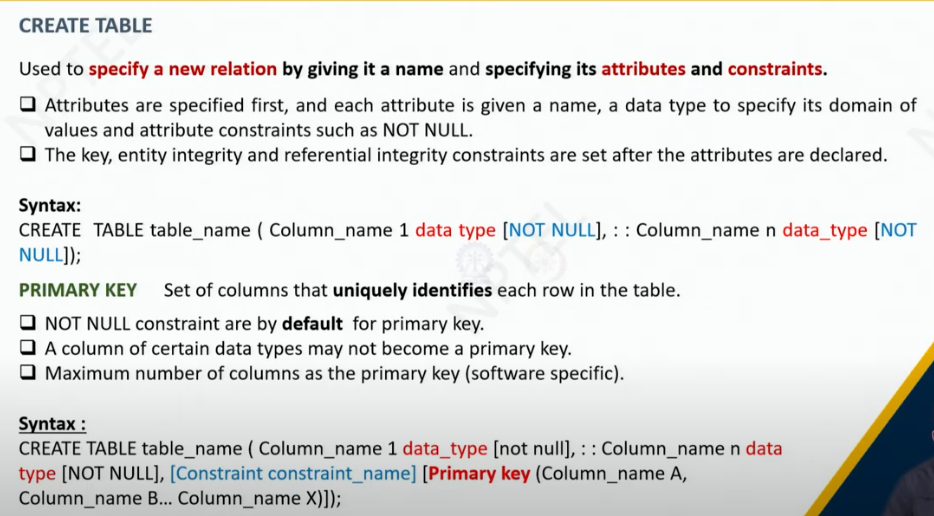 CREATE TABLE
Used to specify a new relation by giving it a name and specifying its attributes and constraints.
❑ Attributes are specified first, and each attribute is given a name, a data type to specify its domain of
values and attribute constraints such as NOT NULL.
❑ The key, entity integrity and referential integrity constraints are set after the attributes are declared.
Syntax:
CREATE TABLE table_name ( Column_name 1 data type [NOT NULL], : : Column_name n data_type [NOT
NULL]);
PRIMARY KEY Set of columns that uniquely identifies each row in the table.
❑ NOT NULL constraint are by default for primary key.
❑ A column of certain data types may not become a primary key.
❑ Maximum number of columns as the primary key (software specific).
Syntax :
CREATE TABLE table_name ( Column_name 1 data_type [not null], : : Column_name n data
type [NOT NULL], [Constraint constraint_name] [Primary key (Column_name A,
Column_name B... Column_name X)]);
NPTEL